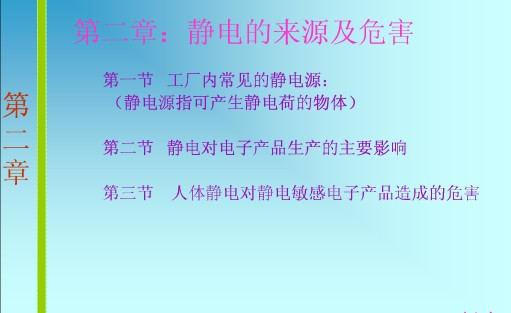 第二章：静电的来源及危害
第一节 工厂内常见的静电源：
（静电源指可产生静电荷的物体）
第二节 静电对电子产品生产的主要影响
第三节 人体静电对静电敏感电子产品造成的危害
第二章